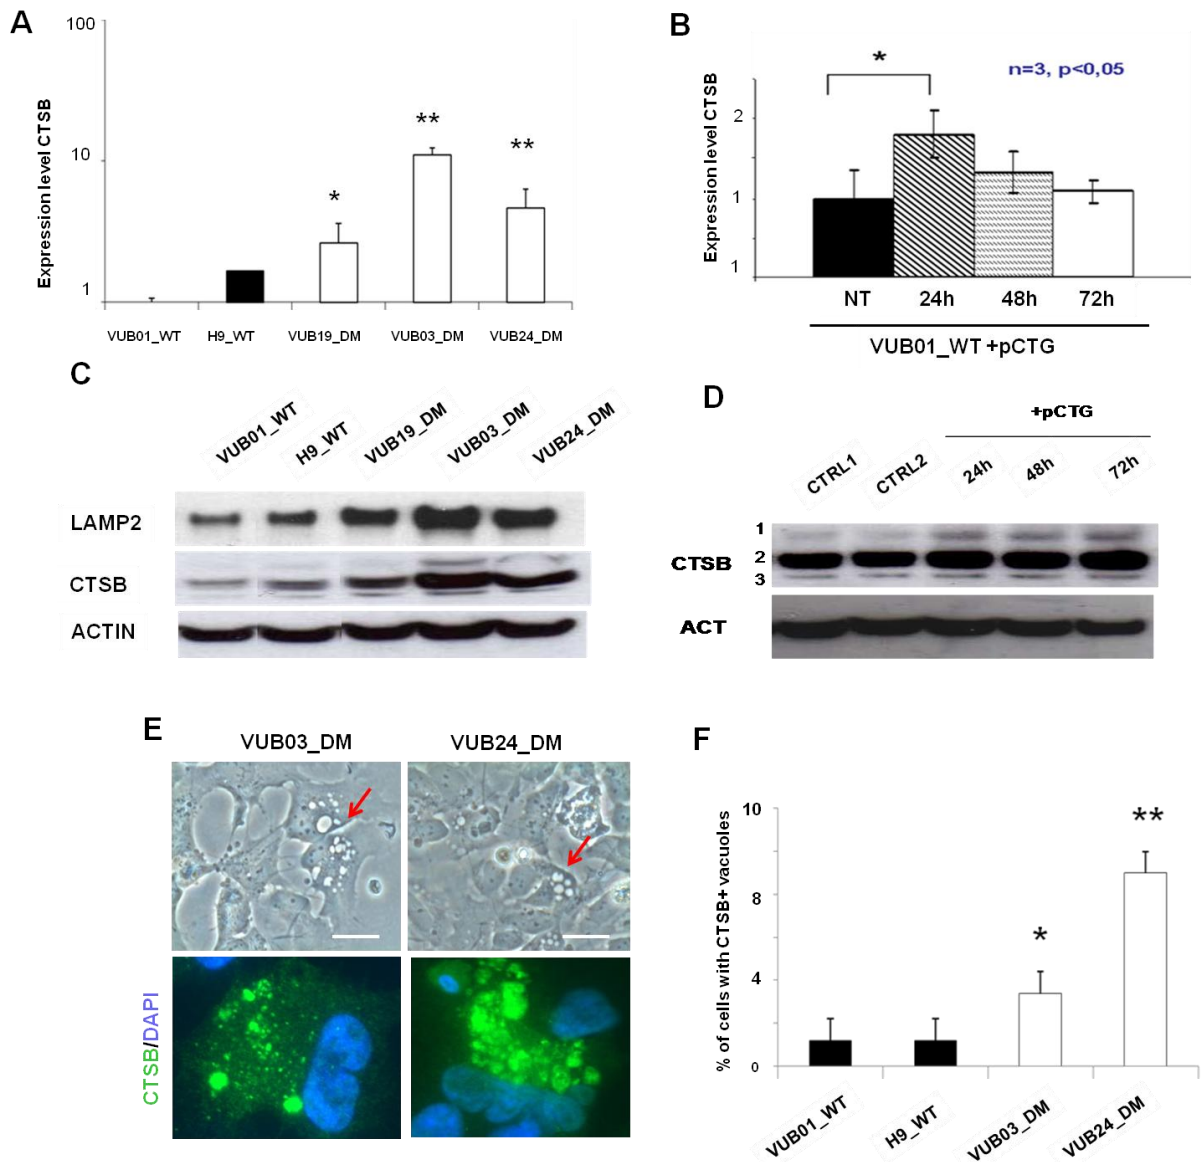 A
100
10
1
Expression level CTSB
*
**
**
VUB01_WT H9_WT VUB19_DM VUB03_DM VUB24_DM
B
n=3, p<0,05
*
2
1
1
Expression level CTSB
NT 24h 48h 72h
VUB01_WT +pCTG
C
VUB01_WT H9_WT VUB19_DM VUB03_DM VUB24_DM
LAMP2
CTSB
ACTIN
D
+pCTG
CTRL1 CTRL2 24h 48h 72h
1
2
3
CTSB
ACT
E
VUB03_DM VUB24_DM
CTSB/DAPI
F
10
8
4
0
% of cells with CTSB+ vacuoles
*
**
VUB01_WT H9_WT VUB03_DM VUB24_DM